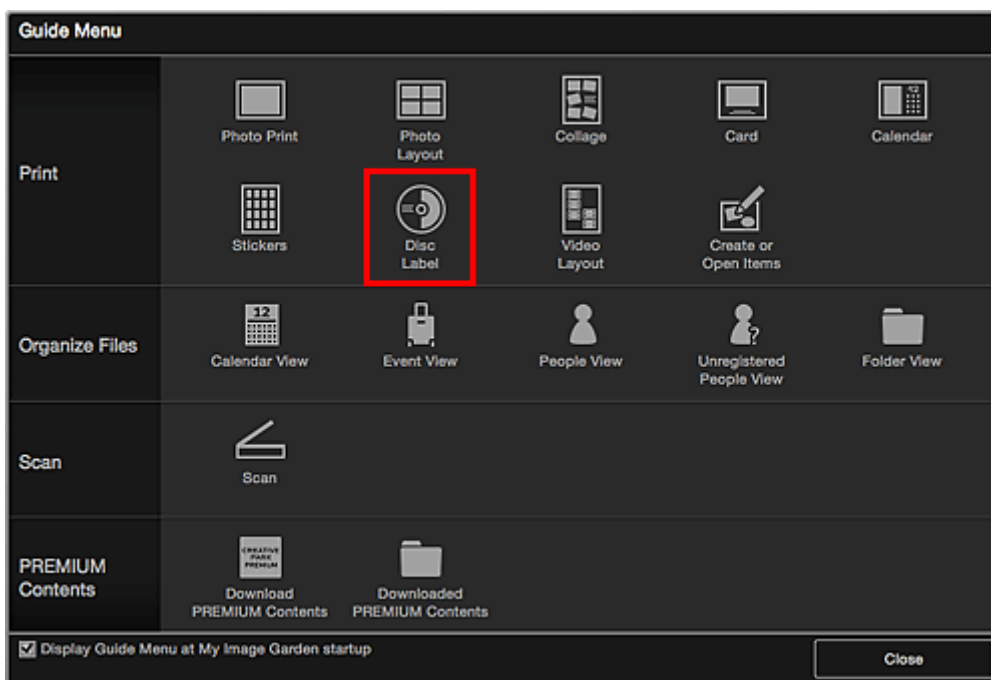 Guide Menu
Print
Photo Print
Photo
Layout
Collage
Card
12
Calendar
Stickers
Disc
Label
Video
Layout
Create or
Open Items
Organize Files
12
Calendar View
Event View
People View
?
Unregistered
People View
Folder View
Scan
Scan
PREMIUM
Contents
CREATIVE
PARK
PREMIUM
Download
PREMIUM Contents
Downloaded
PREMIUM Contents
Display Guide Menu at My Image Garden startup
Close